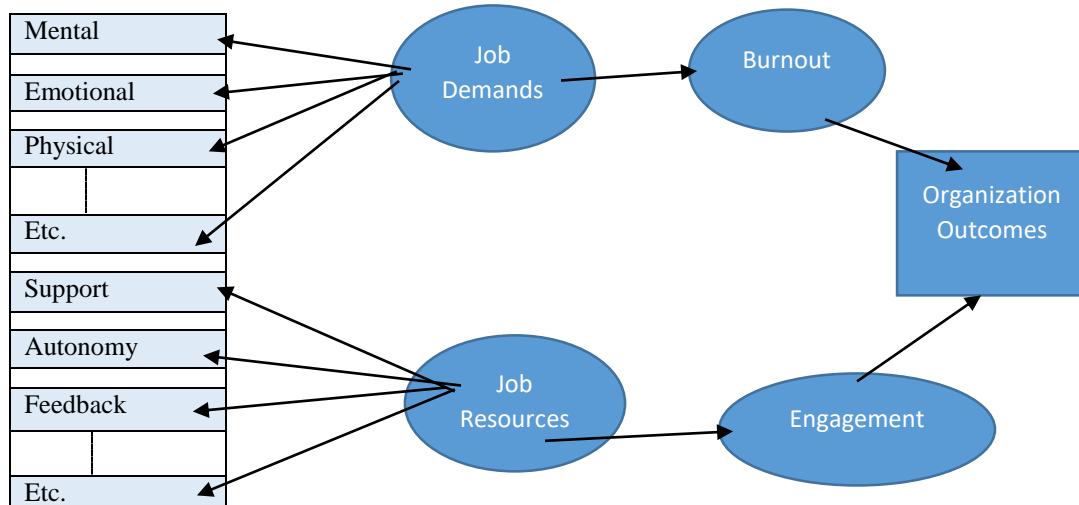 Mental
Emotional
Physical
Etc.
Support
Autonomy
Feedback
Etc.
Job
Demands
Burnout
Organization
Outcomes
Job
Resources
Engagement